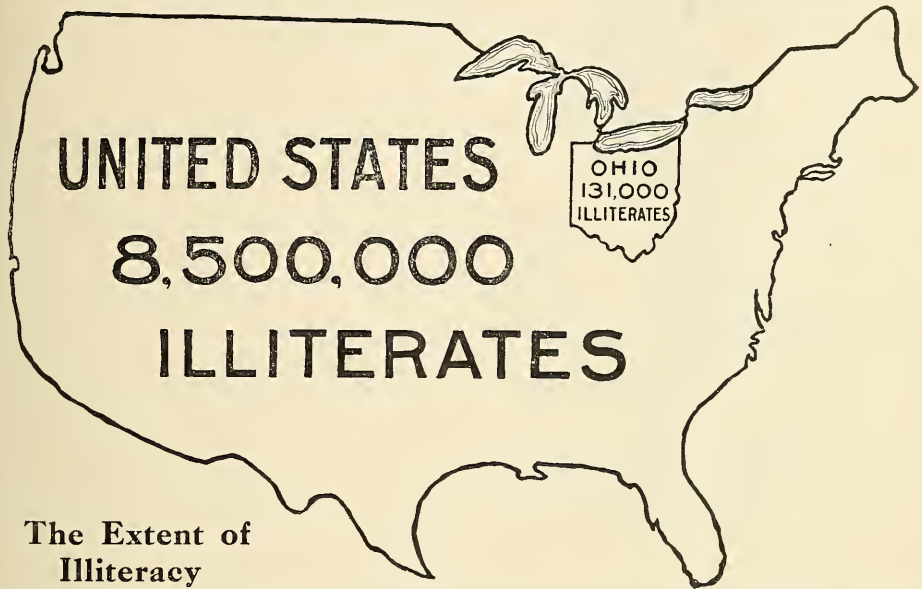 UNITED STATES
8,500,000
ILLITERATES
OHIO
131,000
ILLITERATES
The Extent of
Illiteracy